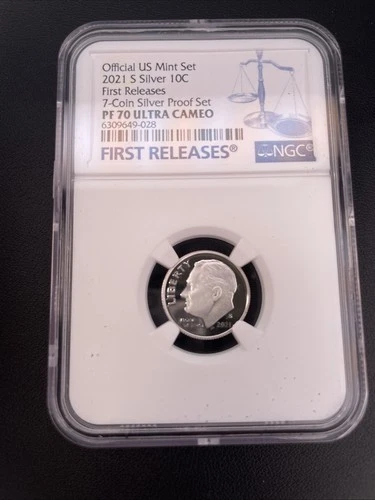 Official US Mint Set
2021 S Silver 10C
First Releases
7-Coin Silver Proof Set
PF 70 ULTRA CAMEO
6309649-028
FIRST RELEASES®
NGC®
LIBERTY
2021